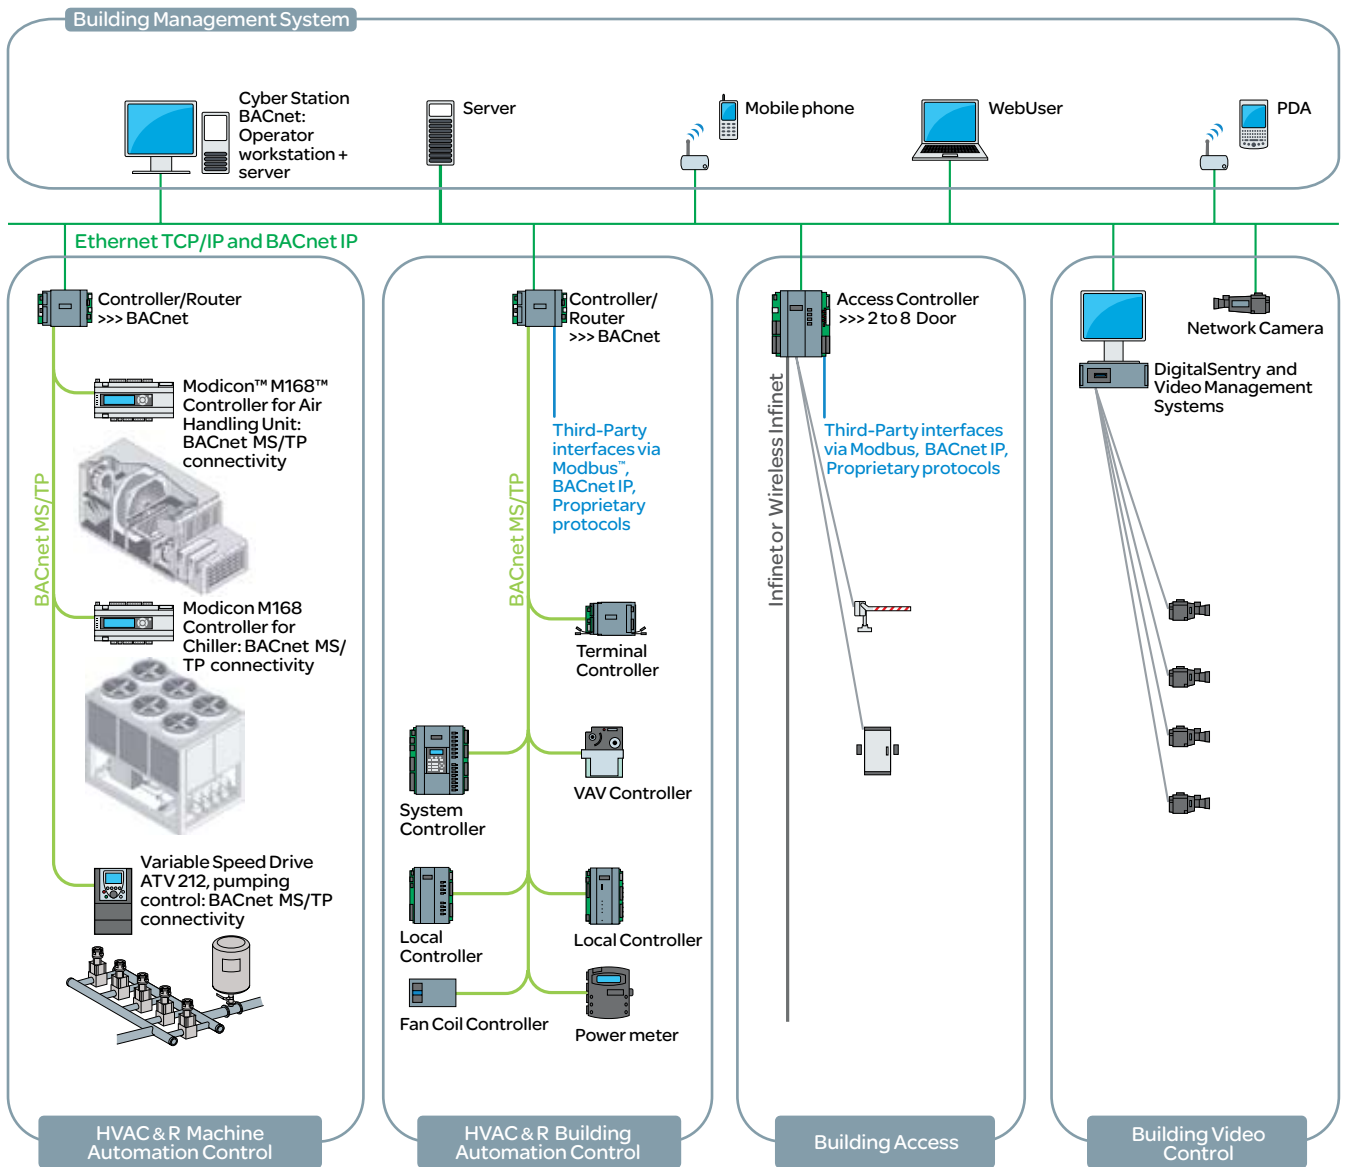 Building Management System
Cyber Station
BACnet:
Operator
workstation +
server
Server
Mobile phone
WebUser
PDA
Ethernet TCP/IP and BACnet IP
Controller/Router
>>> BACnet
Modicon™ M168™
Controller for Air
Handling Unit:
BACnet MS/TP
connectivity
BACnet MS/TP
Modicon M168
Controller for
Chiller: BACnet MS/
TP connectivity
Variable Speed Drive
ATV 212, pumping
control: BACnet MS/TP
connectivity
HVAC & R Machine
Automation Control
Controller/
Router
>>> BACnet
Third-Party
interfaces via
Modbus™,
BACnet IP,
Proprietary
protocols
BACnet MS/TP
Terminal
Controller
System
Controller
VAV Controller
Local
Controller
Local Controller
Fan Coil Controller
Power meter
HVAC & R Building
Automation Control
Access Controller
>>> 2 to 8 Door
Infinet or Wireless Infinet
Third-Party interfaces
via Modbus, BACnet IP,
Proprietary protocols
Building Access
Network Camera
DigitalSentry and
Video Management
Systems
Building Video
Control